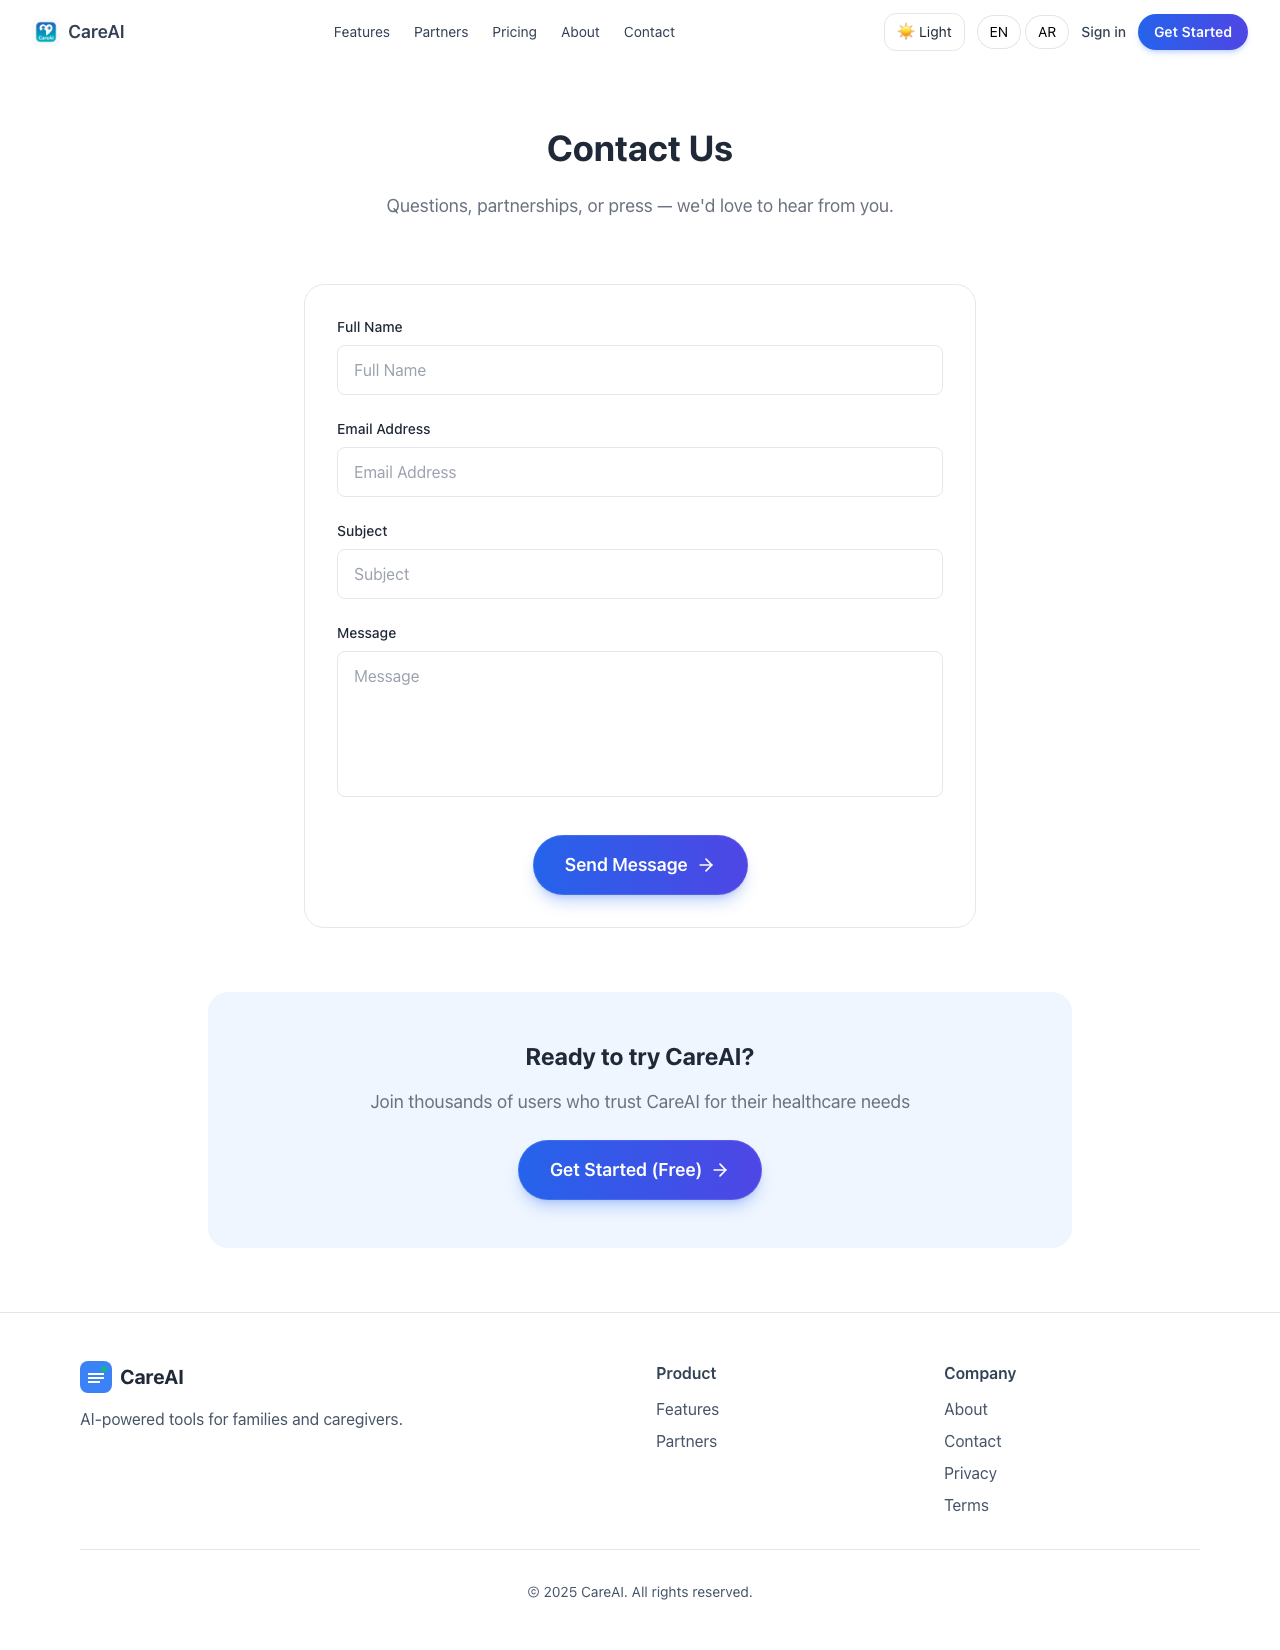 CareAI
Features
Partners
Pricing
About
Contact
Light
EN
AR
Sign in
Get Started
Contact Us
Questions, partnerships, or press — we'd love to hear from you.
Full Name
Full Name
Email Address
Email Address
Subject
Subject
Message
Message
Send Message
Ready to try CareAI?
Join thousands of users who trust CareAI for their healthcare needs
Get Started (Free)
CareAI
AI-powered tools for families and caregivers.
Product
Features
Partners
Company
About
Contact
Privacy
Terms
© 2025 CareAI. All rights reserved.